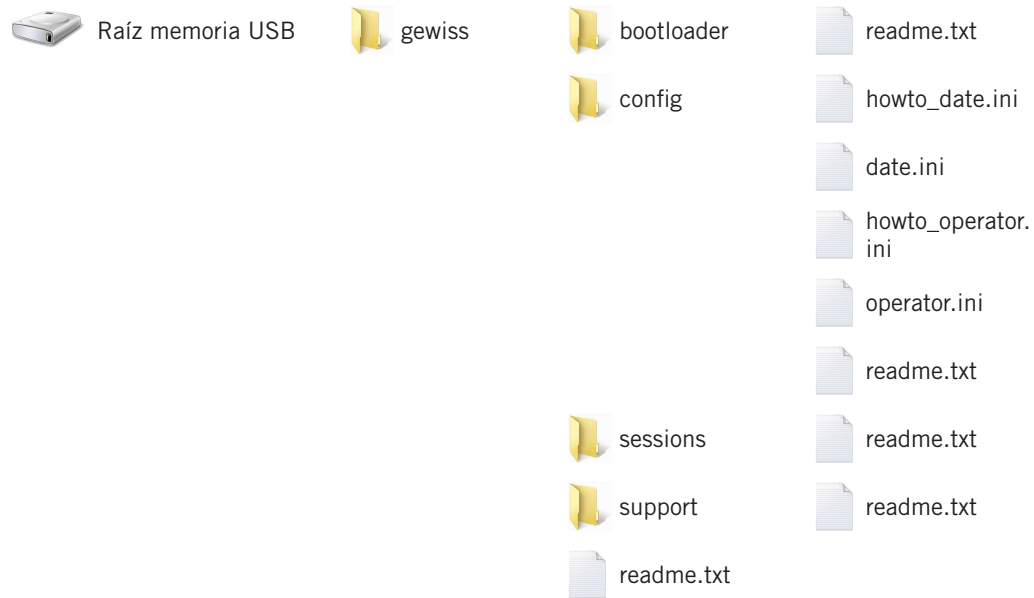 Raíz memoria USB
gewiss
bootloader
readme.txt
config
howto_date.ini
date.ini
howto_operator.
ini
operator.ini
readme.txt
sessions
readme.txt
support
readme.txt
readme.txt